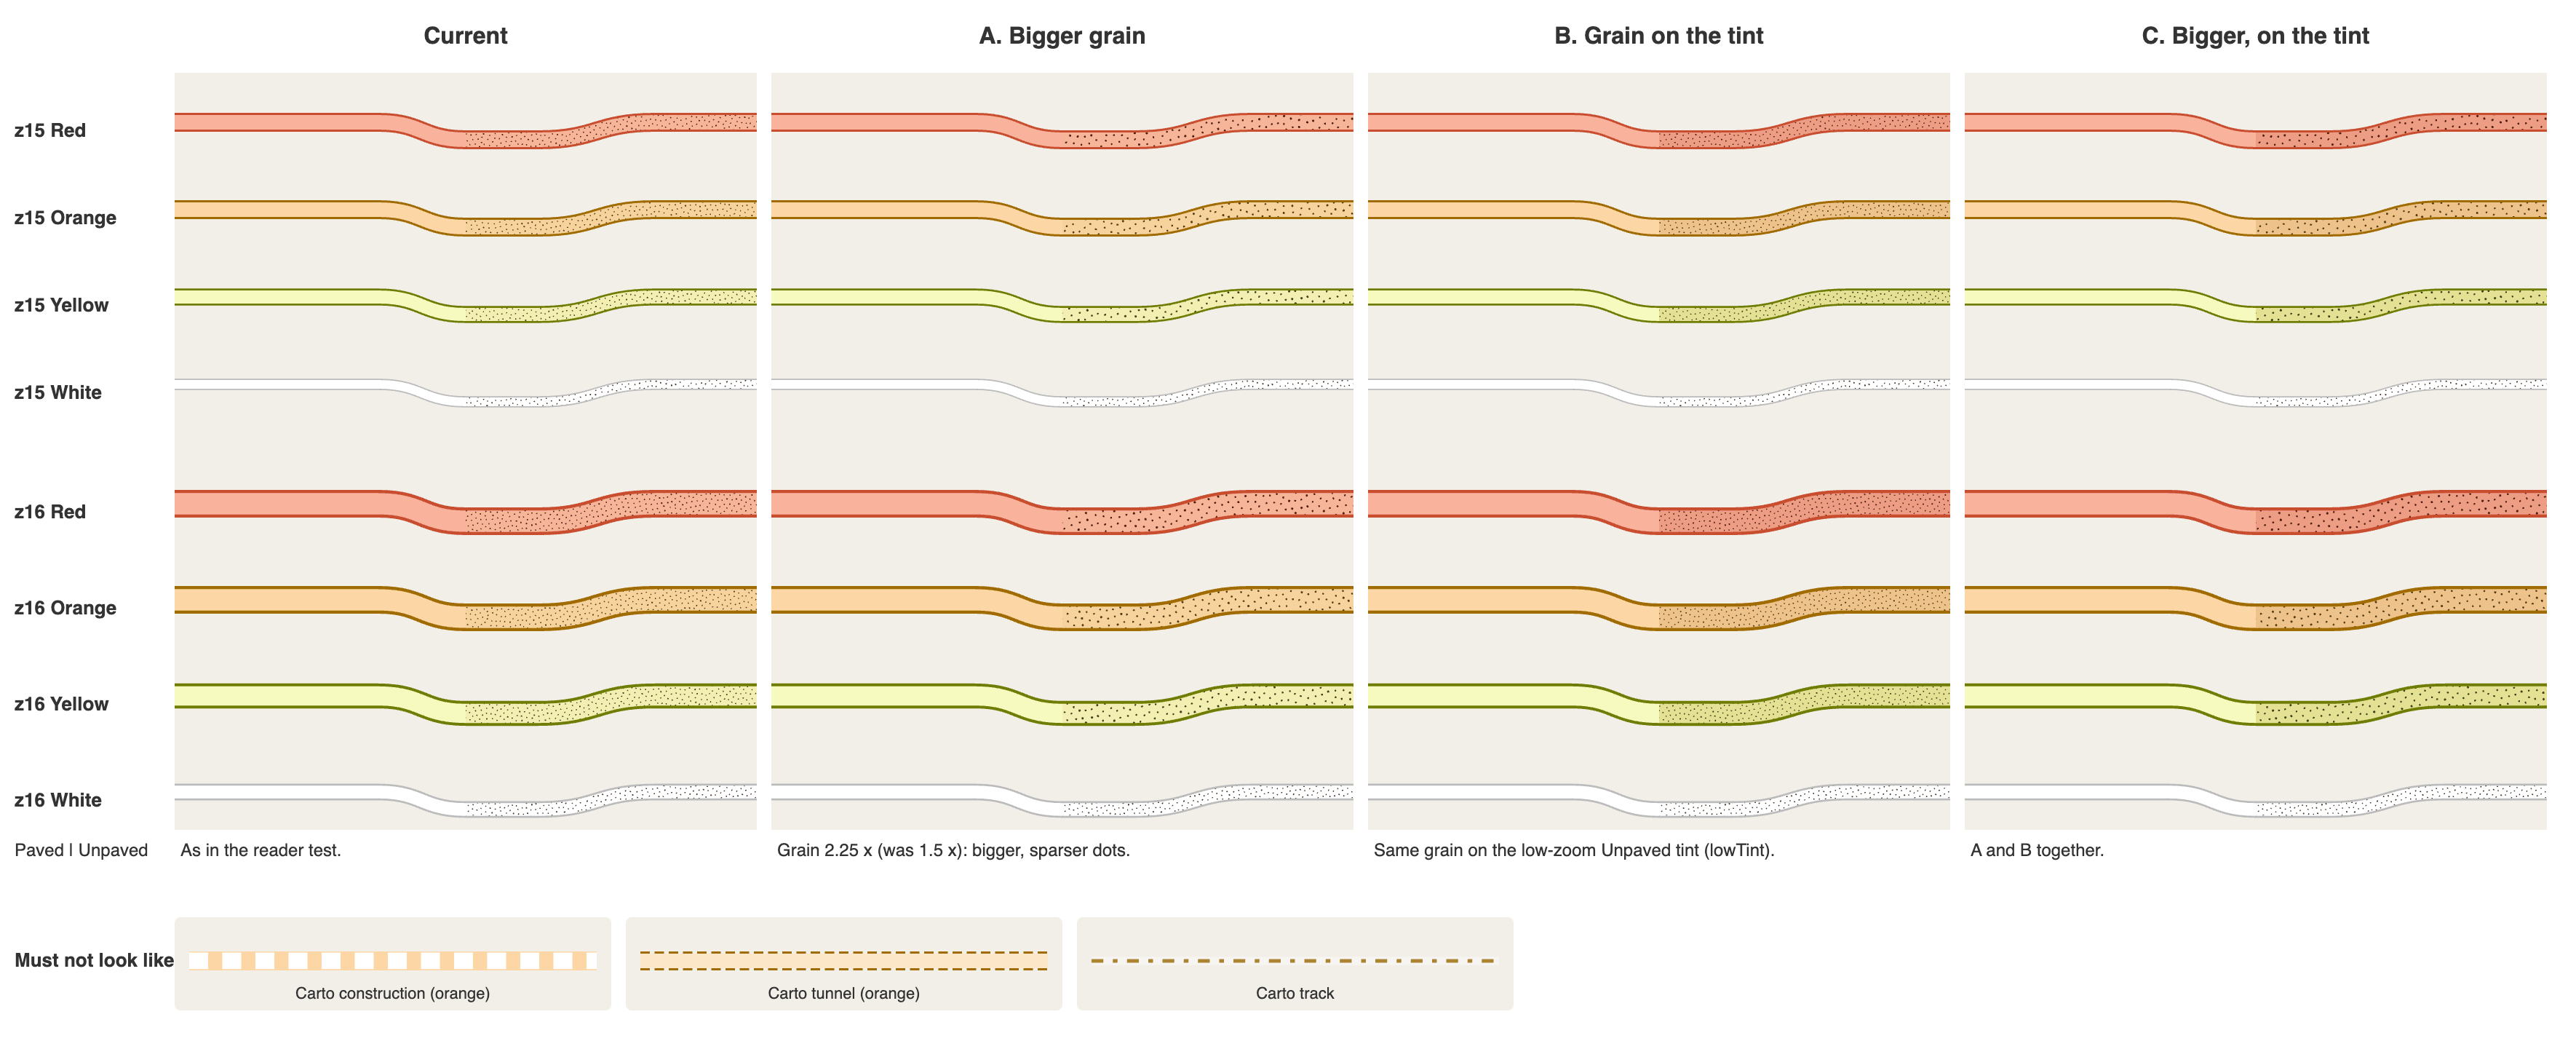 Current
A. Bigger grain
B. Grain on the tint
C. Bigger, on the tint
z15 Red
z15 Orange
z15 Yellow
z15 White
z16 Red
z16 Orange
z16 Yellow
z16 White
Paved | Unpaved
As in the reader test.
Grain 2.25 x (was 1.5 x): bigger, sparser dots.
Same grain on the low-zoom Unpaved tint (lowTint).
A and B together.
Must not look like
Carto construction (orange)
Carto tunnel (orange)
Carto track